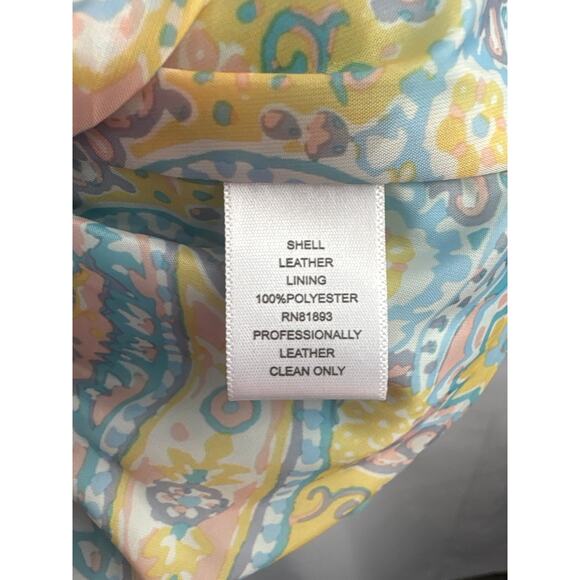 SHELL
LEATHER
LINING
100%POLYESTER
RN81893
PROFESSIONALLY
LEATHER
CLEAN ONLY